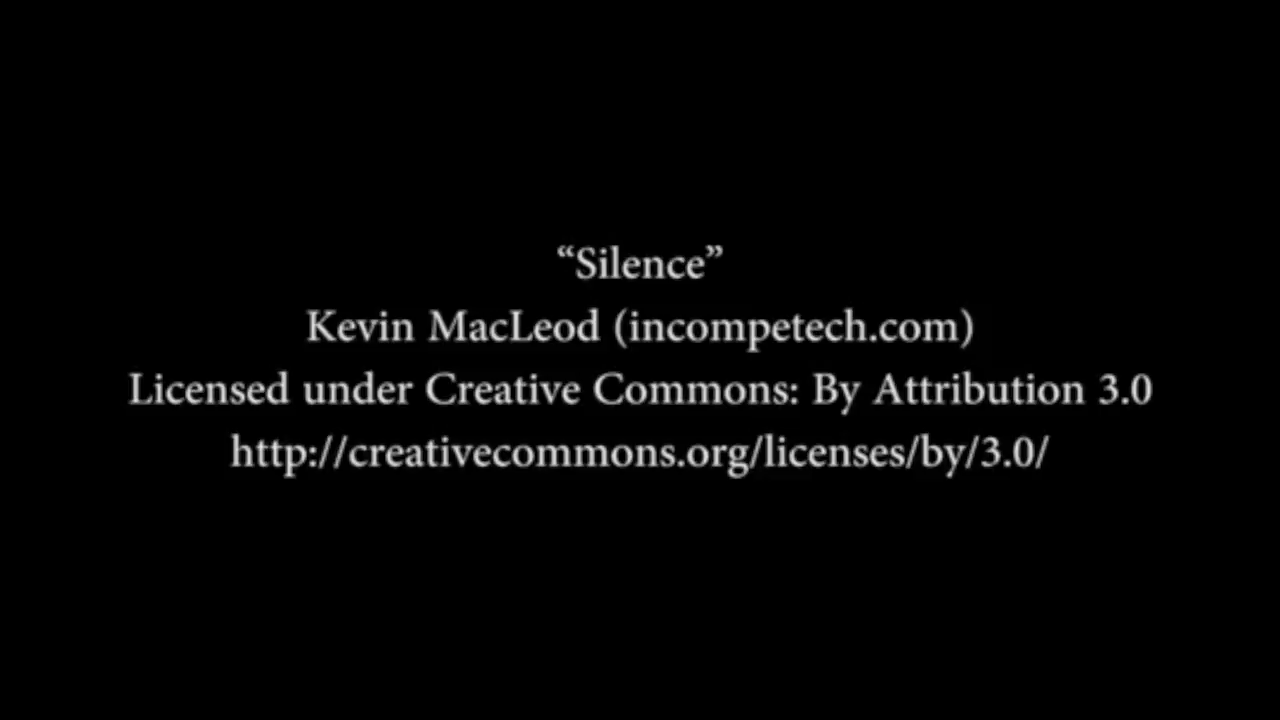 “Silence”
Kevin MacLeod (incompetech.com)
Licensed under Creative Commons: By Attribution 3.0
http://creativecommons.org/licenses/by/3.0/